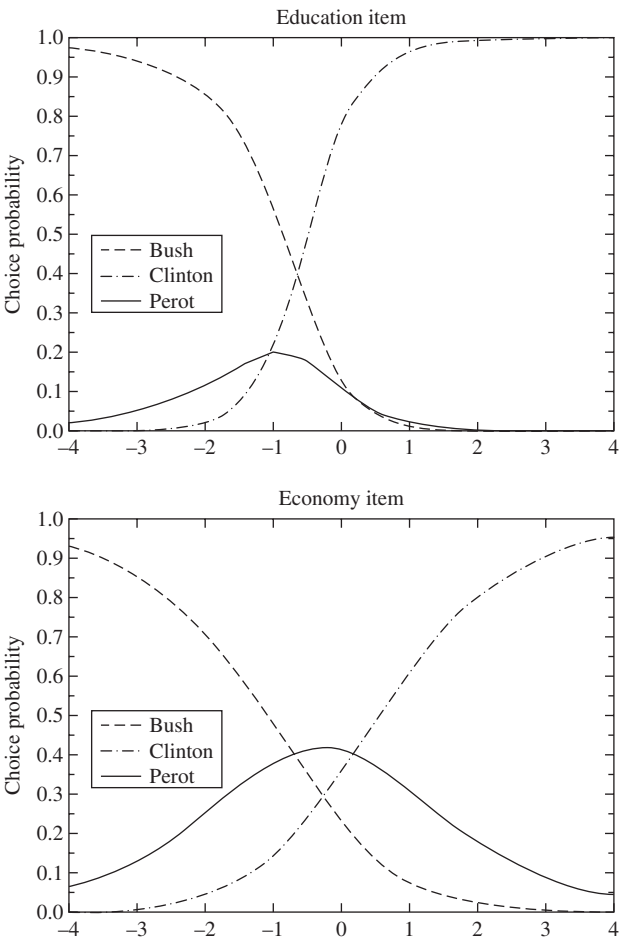 Education item
1.0
0.9
0.8
0.7
0.6
0.5
0.4
0.3
0.2
0.1
0.0
Choice probability
Bush
Clinton
Perot
−4 −3 −2 −1 0 1 2 3 4
Economy item
1.0
0.9
0.8
0.7
0.6
0.5
0.4
0.3
0.2
0.1
0.0
Choice probability
Bush
Clinton
Perot
−4 −3 −2 −1 0 1 2 3 4